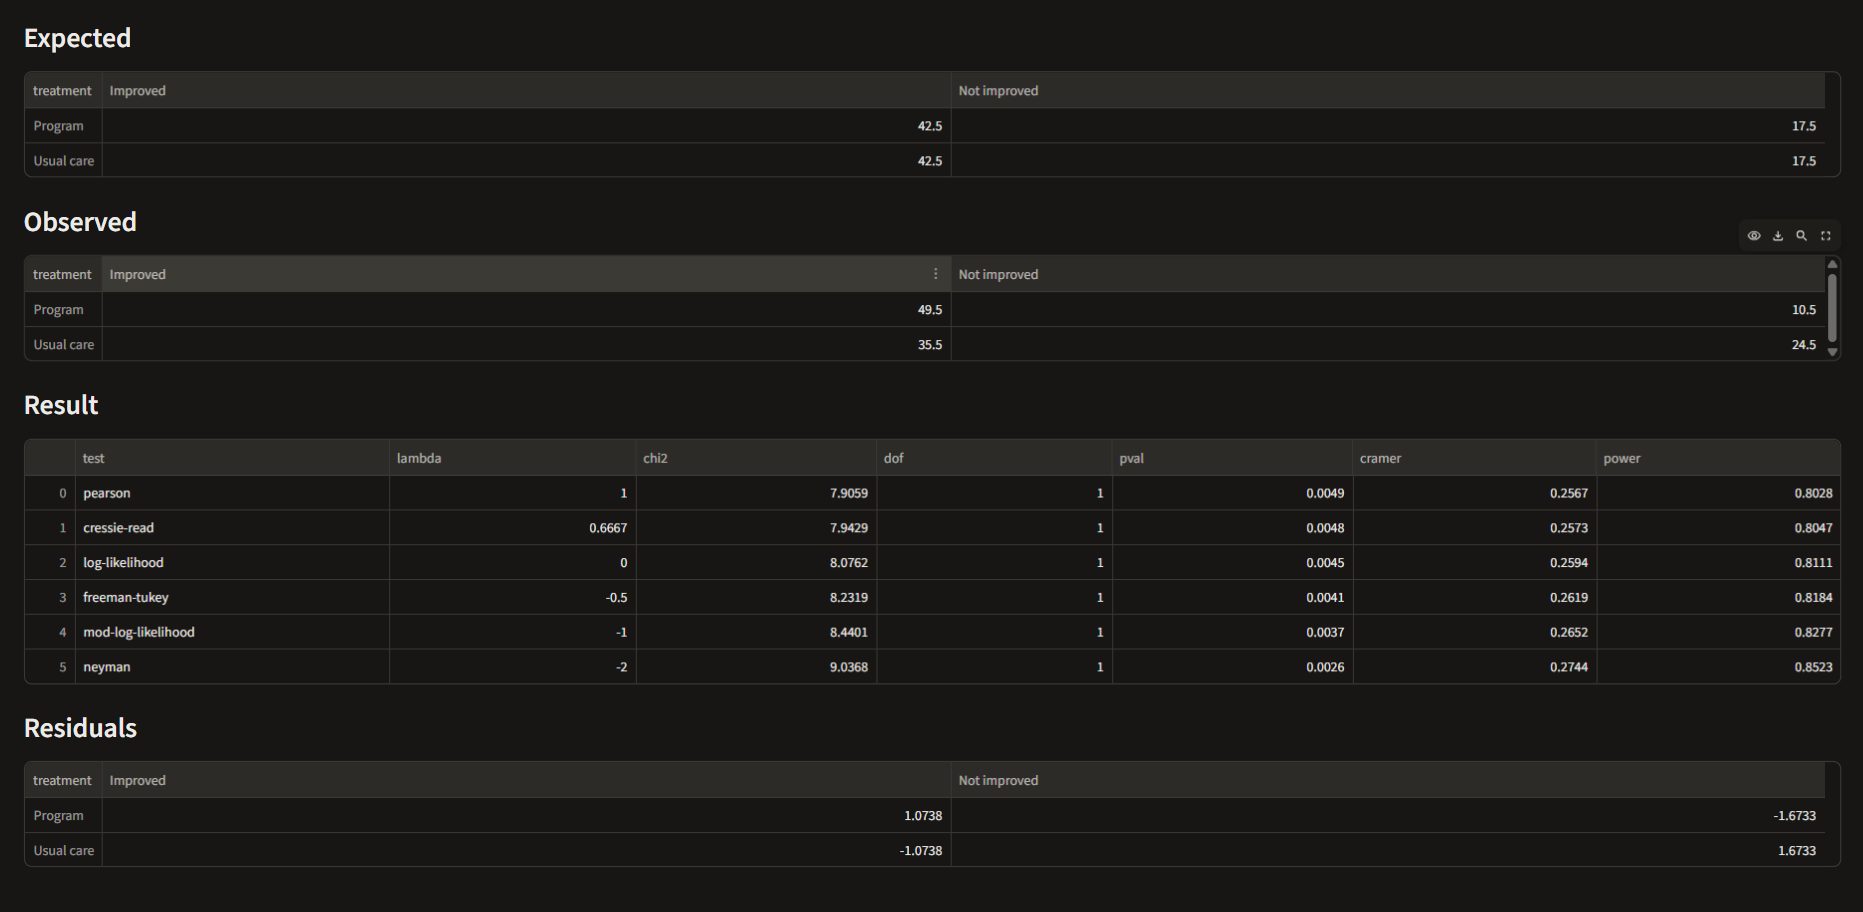 Expected
treatment Improved Not improved
Program 42.5 17.5
Usual care 42.5 17.5
Observed
treatment Improved Not improved
Program 49.5 10.5
Usual care 35.5 24.5
Result
test lambda chi2 dof pval cramer power
0 pearson 1 7.9059 1 0.0049 0.2567 0.8028
1 cressie-read 0.6667 7.9429 1 0.0048 0.2573 0.8047
2 log-likelihood 0 8.0762 1 0.0045 0.2594 0.8111
3 freeman-tukey -0.5 8.2319 1 0.0041 0.2619 0.8184
4 mod-log-likelihood -1 8.4401 1 0.0037 0.2652 0.8277
5 neyman -2 9.0368 1 0.0026 0.2744 0.8523
Residuals
treatment Improved Not improved
Program 1.0738 -1.6733
Usual care -1.0738 1.6733